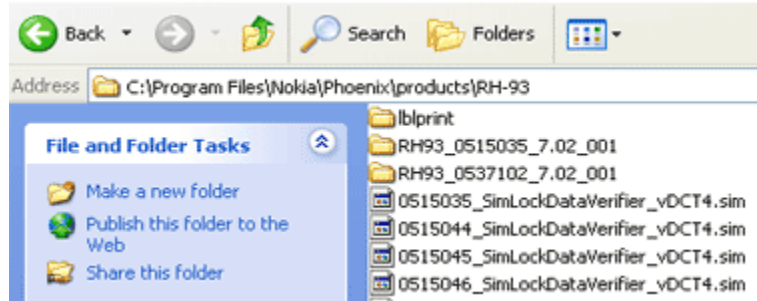 Back Search Folders
Address C:\Program Files\Nokia\Phoenix\products\RH-93
File and Folder Tasks
Make a new folder
Publish this folder to the
Web
Share this folder
lblprint
RH93_0515035_7.02_001
RH93_0537102_7.02_001
0515035_SimLockDataVerifier_vDCT4.sim
0515044_SimLockDataVerifier_vDCT4.sim
0515045_SimLockDataVerifier_vDCT4.sim
0515046_SimLockDataVerifier_vDCT4.sim